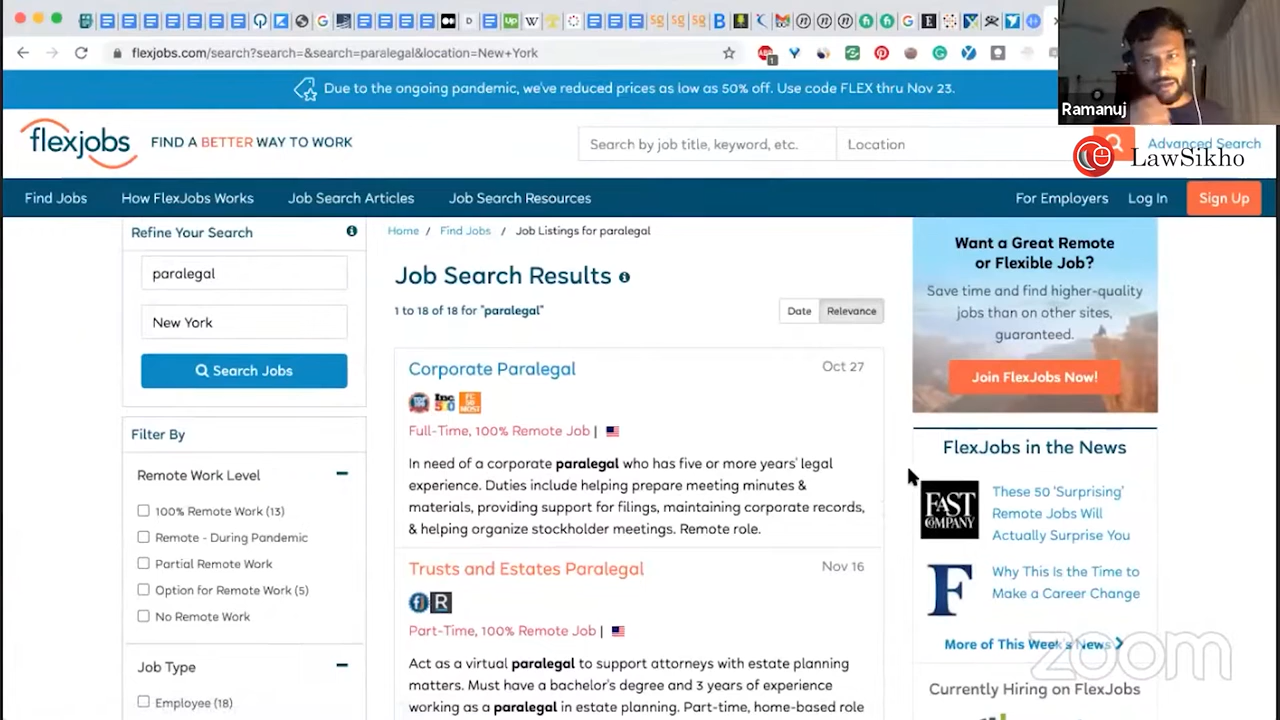 flexjobs.com/search?search=&search=paralegal&location=New+York
Due to the ongoing pandemic, we've reduced prices as low as 50% off. Use code FLEX thru Nov 23.
Ramanuj
flexjobs FIND A BETTER WAY TO WORK
Search by job title, keyword, etc. Location Advanced Search
LawSikho
Find Jobs How FlexJobs Works Job Search Articles Job Search Resources For Employers Log In Sign Up
Refine Your Search
paralegal
New York
Search Jobs
Filter By
Remote Work Level
100% Remote Work (13)
Remote - During Pandemic
Partial Remote Work
Option for Remote Work (5)
No Remote Work
Job Type
Employee (18)
Home / Find Jobs / Job Listings for paralegal
Job Search Results
1 to 18 of 18 for "paralegal"
Date Relevance
Corporate Paralegal Oct 27
Full-Time, 100% Remote Job |
In need of a corporate paralegal who has five or more years' legal
experience. Duties include helping prepare meeting minutes &
materials, providing support for filings, maintaining corporate records,
& helping organize stockholder meetings. Remote role.
Trusts and Estates Paralegal Nov 16
Part-Time, 100% Remote Job |
Act as a virtual paralegal to support attorneys with estate planning
matters. Must have a bachelor's degree and 3 years of experience
working as a paralegal in estate planning. Part-time, home-based role
Want a Great Remote
or Flexible Job?
Save time and find higher-quality
jobs than on other sites,
guaranteed.
Join FlexJobs Now!
FlexJobs in the News
FAST COMPANY
These 50 'Surprising'
Remote Jobs Will
Actually Surprise You
F
Why This Is the Time to
Make a Career Change
More of This Week's News
zoom
Currently Hiring on FlexJobs